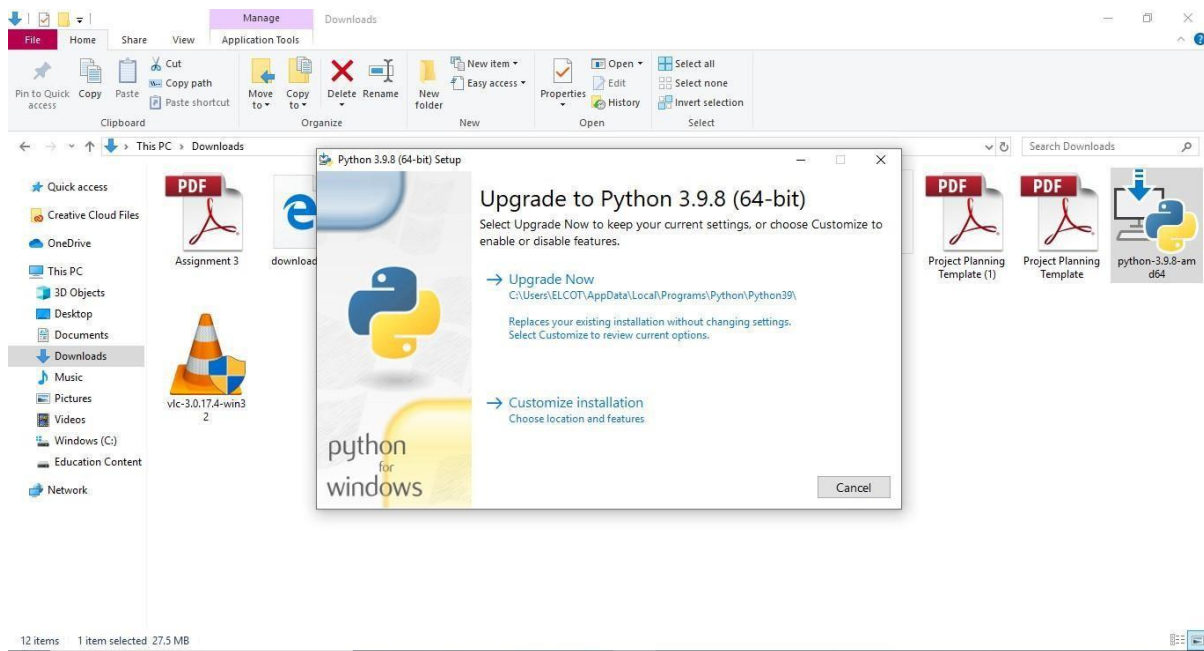 Manage
Downloads
File
Home
Share
View
Application Tools
Pin to Quick
access
Copy
Paste
Cut
Copy path
Paste shortcut
Clipboard
Move
to
Copy
to
Delete
Rename
Organize
New
folder
New item
Easy access
New
Properties
Open
Edit
History
Open
Select all
Select none
Invert selection
Select
This PC
Downloads
Search Downloads
Quick access
Creative Cloud Files
OneDrive
This PC
3D Objects
Desktop
Documents
Downloads
Music
Pictures
Videos
Windows (C:)
Education Content
Network
PDF
Assignment 3
download
vlc-3.0.17.4-win3
2
Python 3.9.8 (64-bit) Setup
Upgrade to Python 3.9.8 (64-bit)
Select Upgrade Now to keep your current settings, or choose Customize to
enable or disable features.
Upgrade Now
C:\Users\ELCOT\AppData\Local\Programs\Python\Python39\
Replaces your existing installation without changing settings.
Select Customize to review current options.
Customize installation
Choose location and features
python
for
windows
Cancel
PDF
Project Planning
Template (1)
PDF
Project Planning
Template
python-3.9.8-am
d64
12 items
1 item selected 27.5 MB